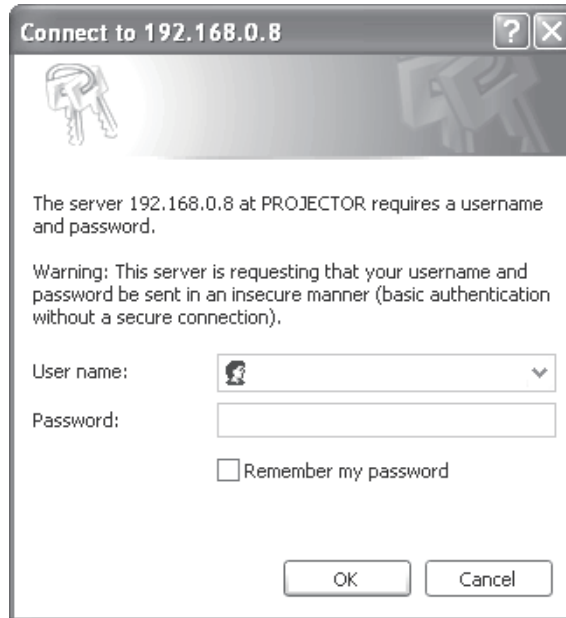 Connect to 192.168.0.8
The server 192.168.0.8 at PROJECTOR requires a username
and password.
Warning: This server is requesting that your username and
password be sent in an insecure manner (basic authentication
without a secure connection).
User name:
Password:
Remember my password
OK Cancel